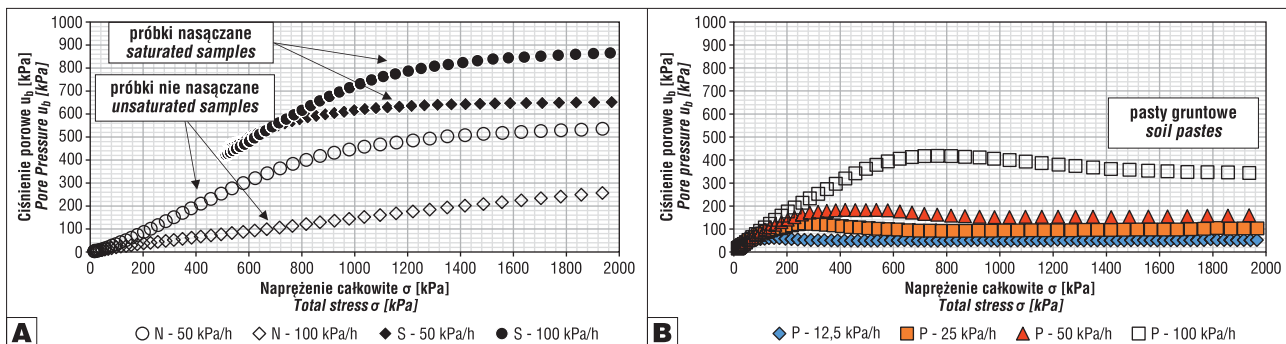 1000
900
800
700
600
500
400
300
200
100
0
Ciśnienie porowe u_b [kPa]
Pore Pressure u_b [kPa]
próbki nasączane
saturated samples
próbki nie nasączane
unsaturated samples
0 200 400 600 800 1000 1200 1400 1600 1800 2000
Naprężenie całkowite σ [kPa]
Total stress σ [kPa]
A
N - 50 kPa/h N - 100 kPa/h S - 50 kPa/h S - 100 kPa/h
1000
900
800
700
600
500
400
300
200
100
0
Ciśnienie porowe u_b [kPa]
Pore pressure u_b [kPa]
pasty gruntowe
soil pastes
0 200 400 600 800 1000 1200 1400 1600 1800 2000
Naprężenie całkowite σ [kPa]
Total stress σ [kPa]
B
P - 12,5 kPa/h P - 25 kPa/h P - 50 kPa/h P - 100 kPa/h